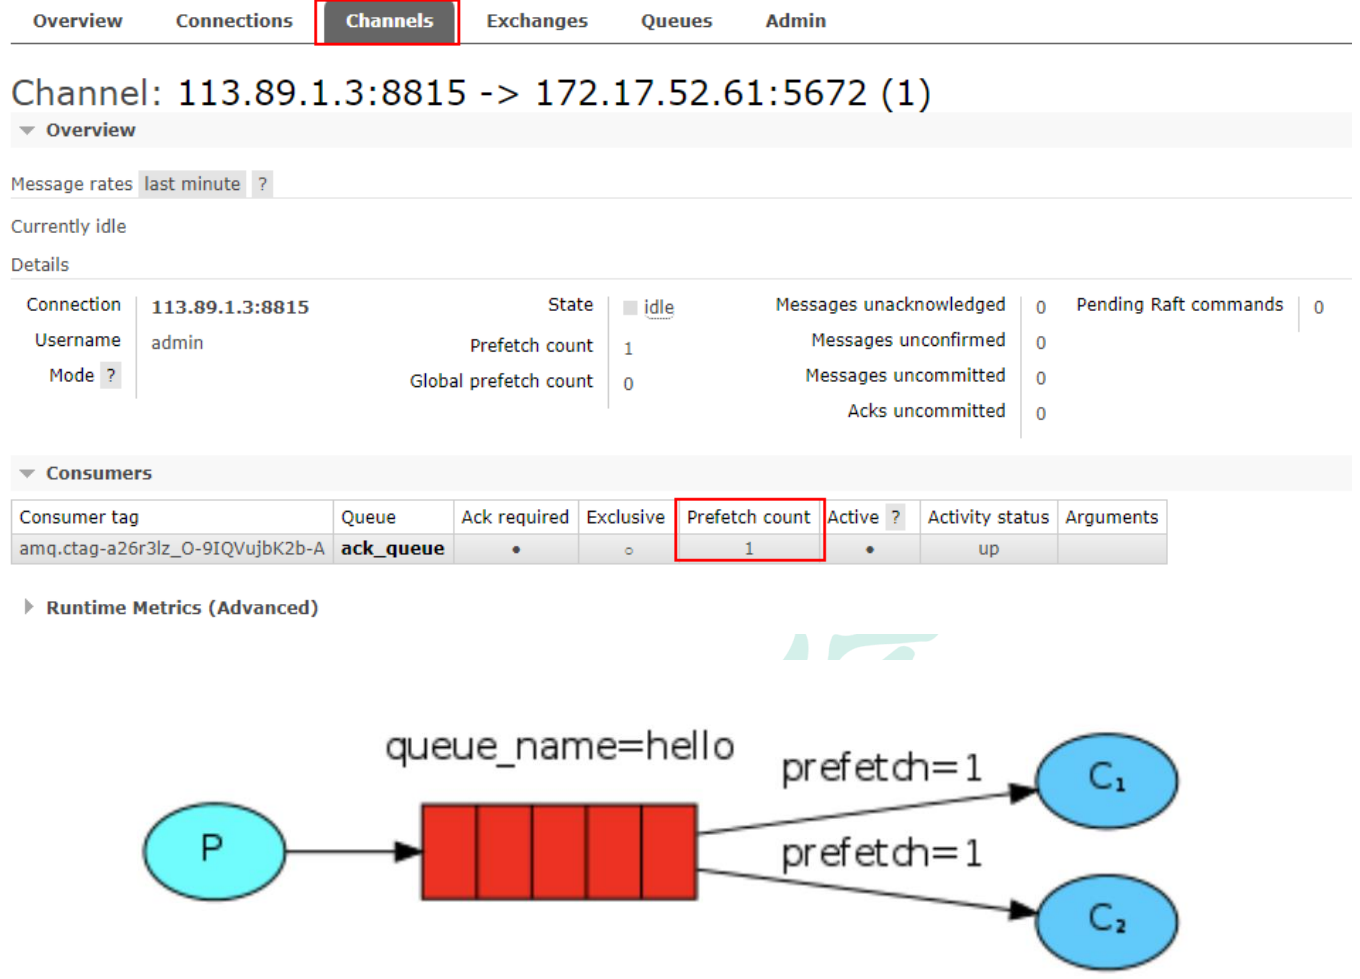 Overview Connections Channels Exchanges Queues Admin
Channel: 113.89.1.3:8815 -> 172.17.52.61:5672 (1)
Overview
Message rates last minute ?
Currently idle
Details
Connection 113.89.1.3:8815
Username admin
Mode ?
State idle
Prefetch count 1
Global prefetch count 0
Messages unacknowledged 0
Messages unconfirmed 0
Messages uncommitted 0
Acks uncommitted 0
Pending Raft commands 0
Consumers
Consumer tag Queue Ack required Exclusive Prefetch count Active ? Activity status Arguments
amq.ctag-a26r3lz_O-9IQVujbK2b-A ack_queue ● ○ 1 ● up
Runtime Metrics (Advanced)
queue_name=hello
prefetch=1
C₁
P
prefetch=1
C₂